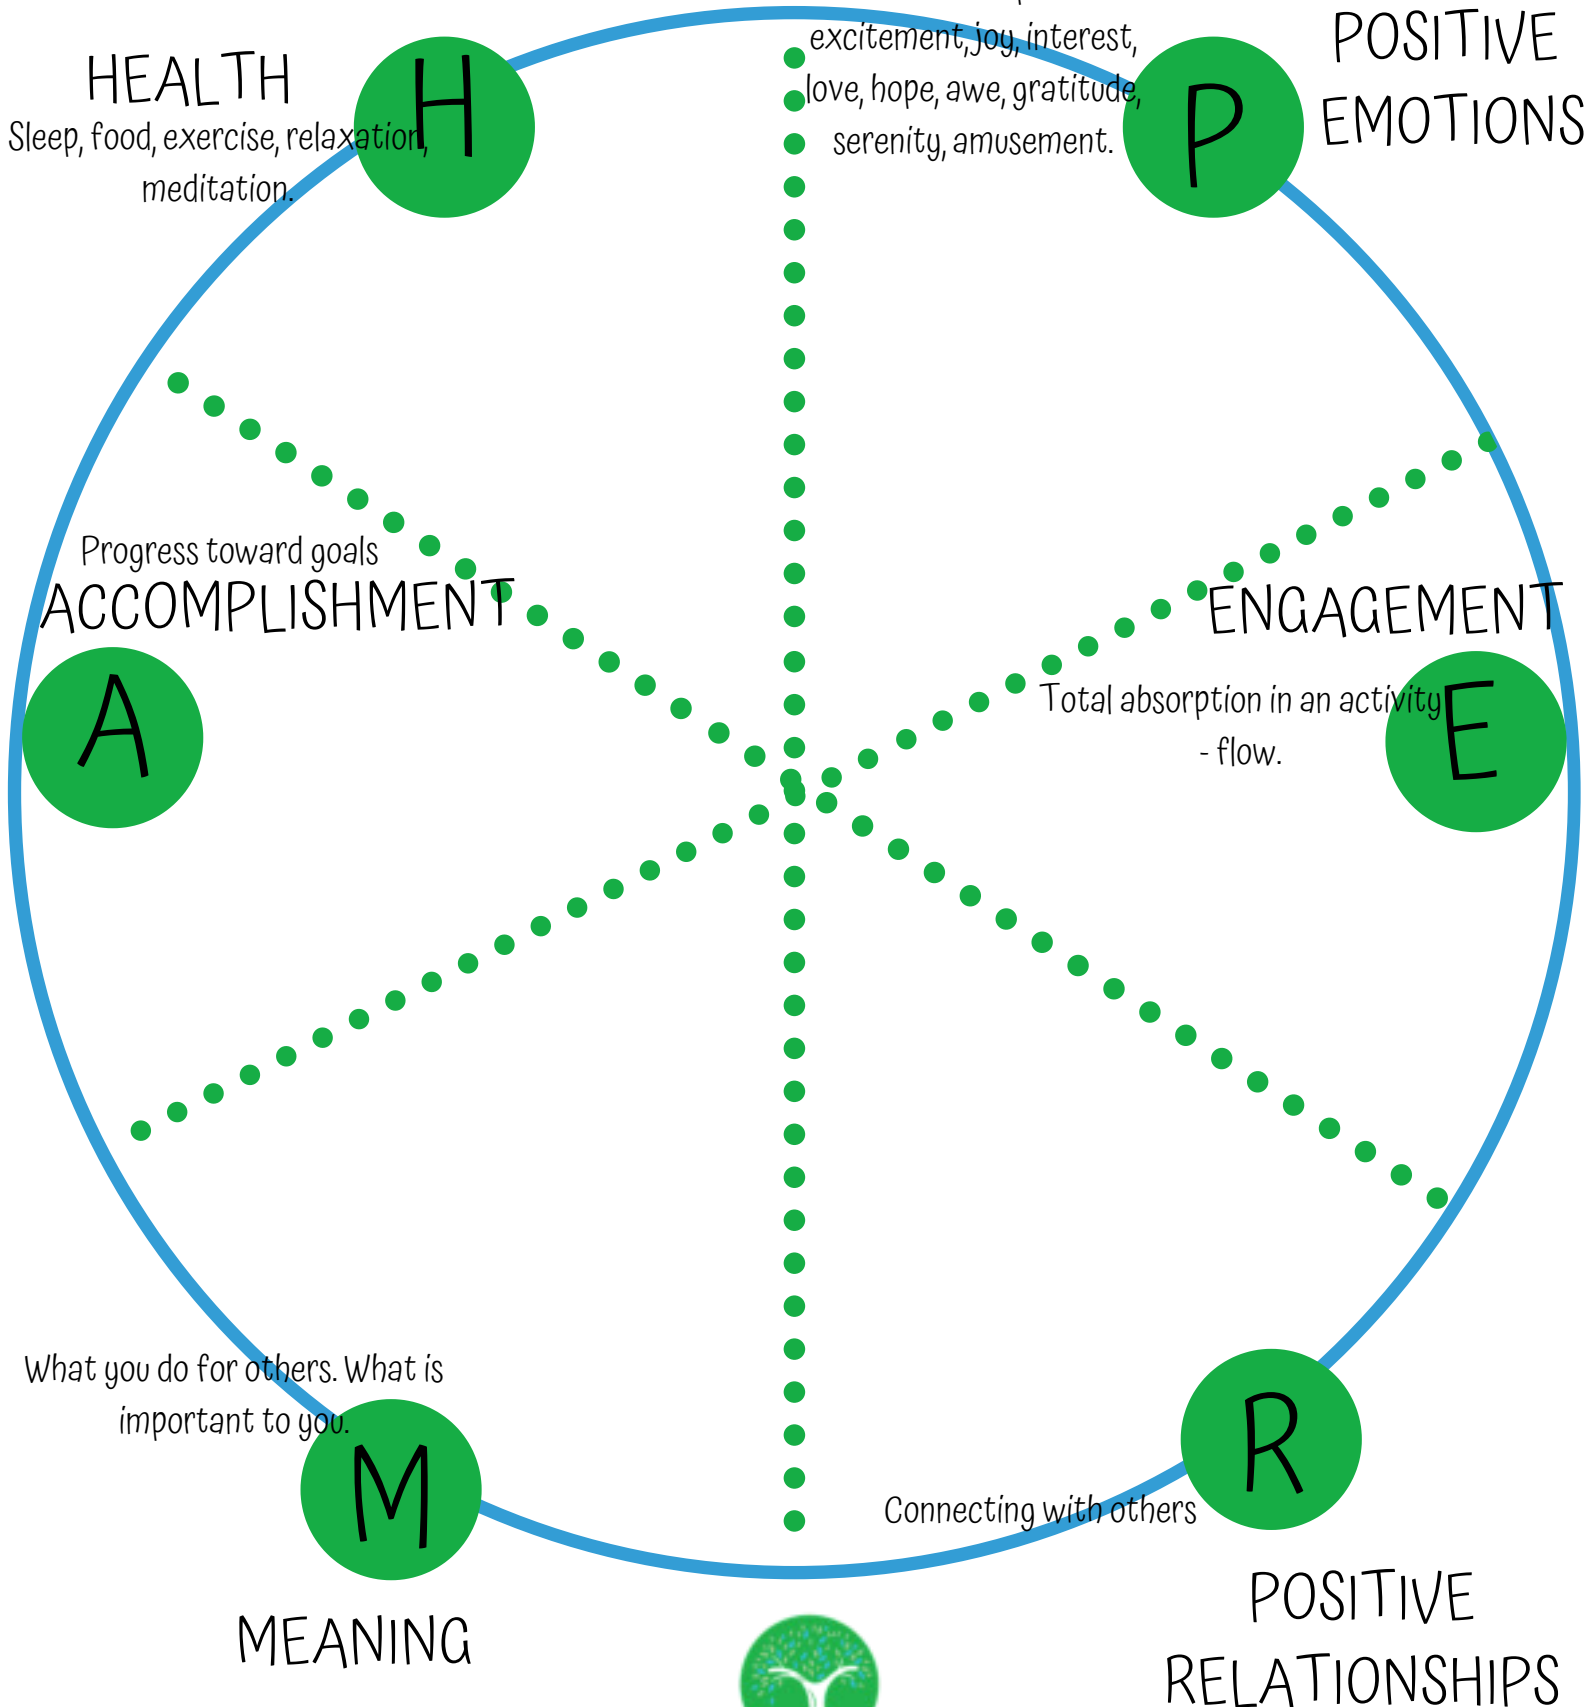 HEALTH
H
Sleep, food, exercise, relaxation,
meditation.
excitement, joy, interest,
love, hope, awe, gratitude,
serenity, amusement.
P
POSITIVE
EMOTIONS
Progress toward goals
ACCOMPLISHMENT
A
ENGAGEMENT
Total absorption in an activity
- flow.
E
What you do for others. What is
important to you.
M
MEANING
R
Connecting with others
POSITIVE
RELATIONSHIPS